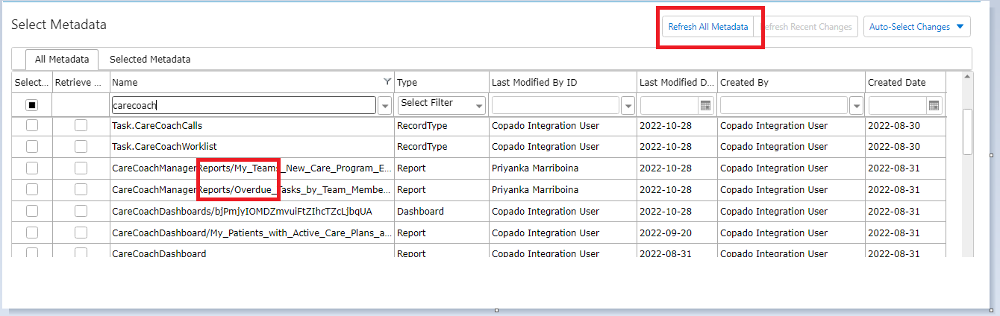 Select Metadata
Refresh All Metadata
Refresh Recent Changes
Auto-Select Changes
All Metadata
Selected Metadata
Select... Retrieve ... Name Type Last Modified By ID Last Modified D... Created By Created Date
carecoach Select Filter
Task.CareCoachCalls RecordType Copado Integration User 2022-10-28 Copado Integration User 2022-08-30
Task.CareCoachWorklist RecordType Copado Integration User 2022-10-28 Copado Integration User 2022-08-30
CareCoachManagerReports/My_Teams_New_Care_Program_E... Report Priyanka Marriboina 2022-10-28 Copado Integration User 2022-08-31
CareCoachManagerReports/Overdue_Tasks_by_Team_Membe... Report Priyanka Marriboina 2022-10-28 Copado Integration User 2022-08-31
CareCoachDashboards/bjPmjyIOMDZmvuiFtZIhcTZcLjbqUA Dashboard Copado Integration User 2022-10-28 Copado Integration User 2022-08-31
CareCoachDashboard/My_Patients_with_Active_Care_Plans_a... Report Copado Integration User 2022-09-20 Copado Integration User 2022-08-31
CareCoachDashboard Report Copado Integration User 2022-08-31 Copado Integration User 2022-08-31